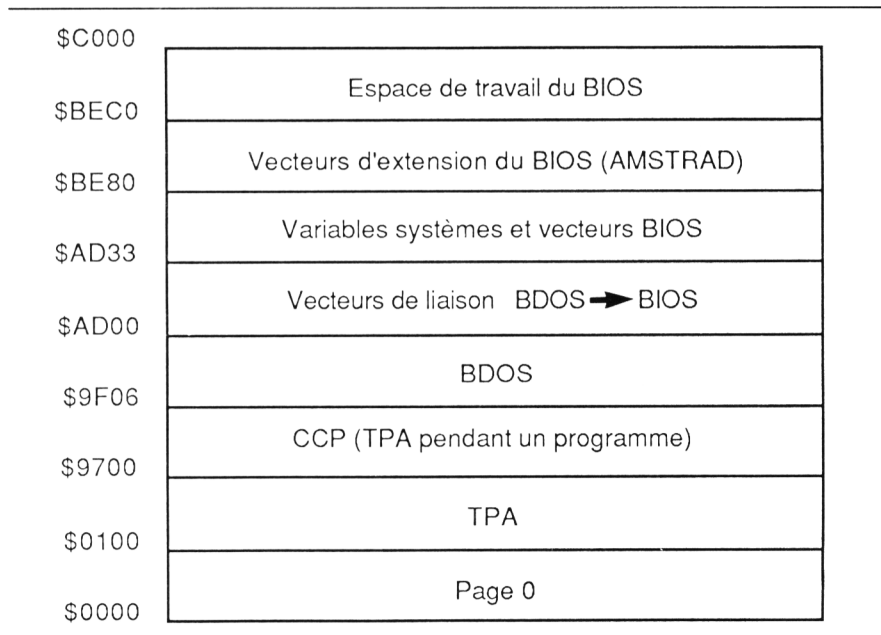 $C000
Espace de travail du BIOS
$BEC0
Vecteurs d'extension du BIOS (AMSTRAD)
$BE80
Variables systèmes et vecteurs BIOS
$AD33
Vecteurs de liaison BDOS ➞ BIOS
$AD00
BDOS
$9F06
CCP (TPA pendant un programme)
$9700
TPA
$0100
Page 0
$0000